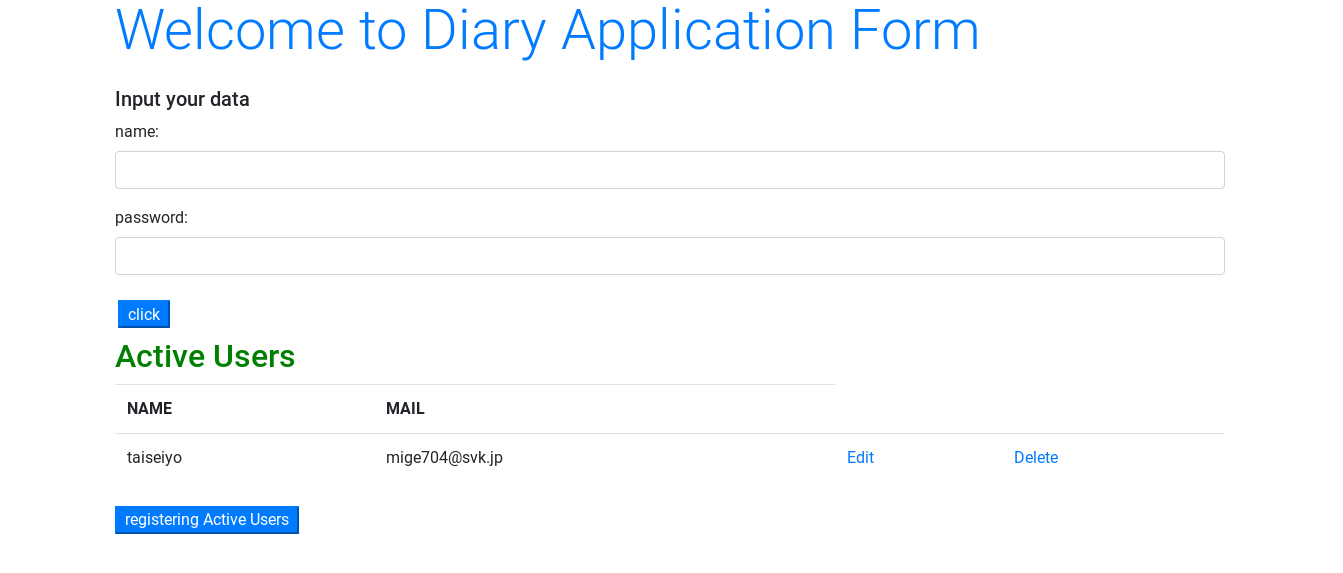 Welcome to Diary Application Form
Input your data
name:
password:
click
Active Users
NAME MAIL
taiseiyo mige704@svk.jp Edit Delete
registering Active Users